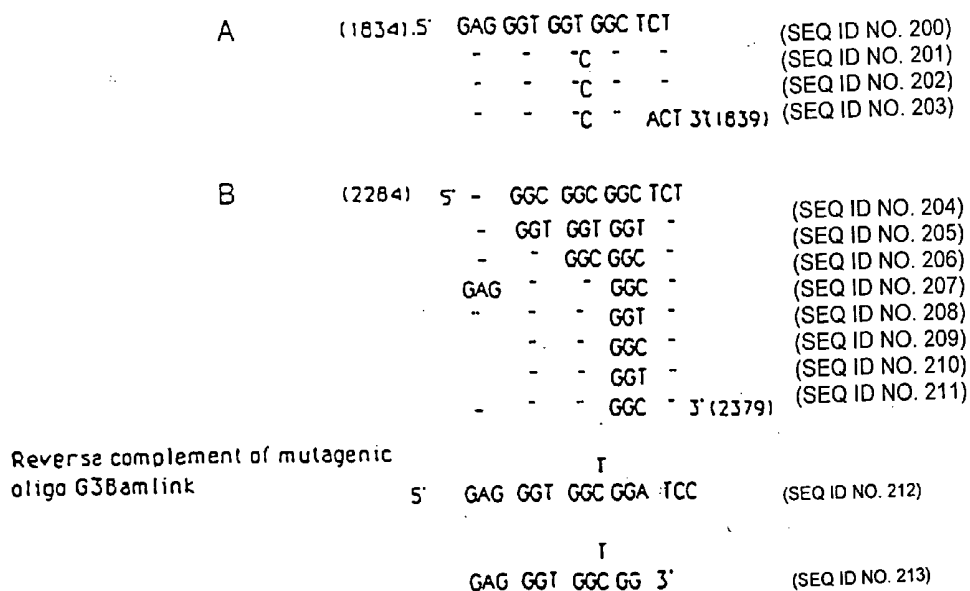 A (1834).5' GAG GGT GGT GGC TCT (SEQ ID NO. 200)
- - -C - - (SEQ ID NO. 201)
- - -C - - (SEQ ID NO. 202)
- - -C - ACT 3'(1839) (SEQ ID NO. 203)
B (2284) 5' - GGC GGC GGC TCT (SEQ ID NO. 204)
- GGT GGT GGT - (SEQ ID NO. 205)
- - GGC GGC - (SEQ ID NO. 206)
GAG - - GGC - (SEQ ID NO. 207)
" - - GGT - (SEQ ID NO. 208)
- - GGC - (SEQ ID NO. 209)
- - GGT - (SEQ ID NO. 210)
- - - GGC - 3'(2379) (SEQ ID NO. 211)
Reverse complement of mutagenic
oligo G3Bamlink
T
5' GAG GGT GGC GGA TCC (SEQ ID NO. 212)
T
GAG GGT GGC GG 3' (SEQ ID NO. 213)